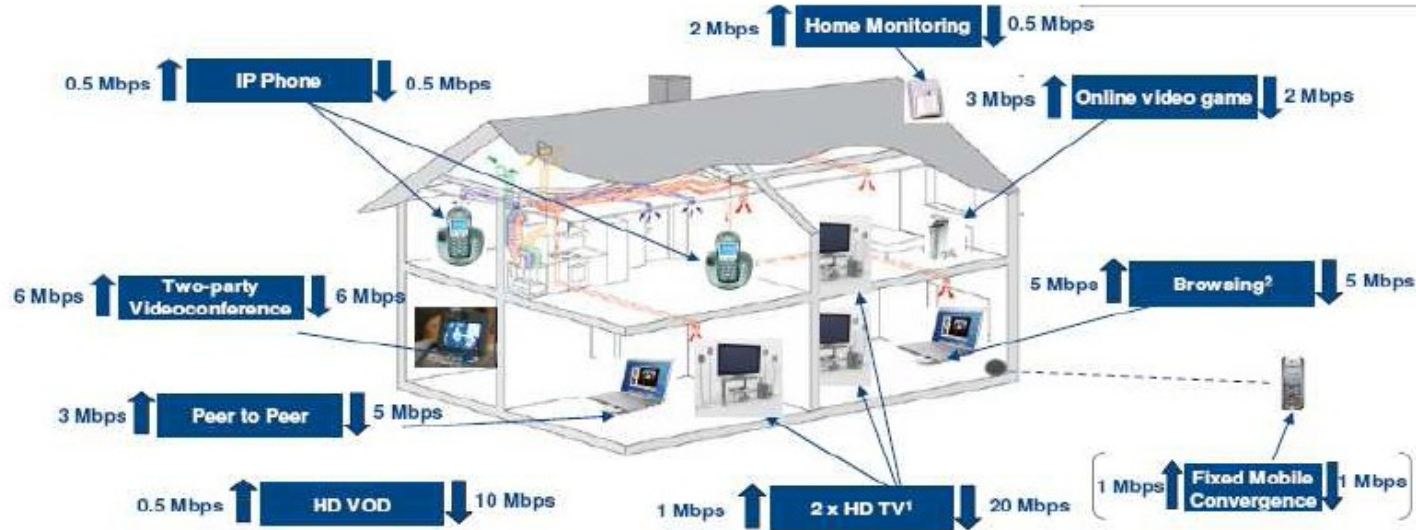 2 Mbps Home Monitoring 0.5 Mbps
0.5 Mbps IP Phone 0.5 Mbps
3 Mbps Online video game 2 Mbps
6 Mbps Two-party Videoconference 6 Mbps
5 Mbps Browsing² 5 Mbps
3 Mbps Peer to Peer 5 Mbps
0.5 Mbps HD VOD 10 Mbps
1 Mbps 2 x HD TV¹ 20 Mbps
1 Mbps Fixed Mobile Convergence 1 Mbps